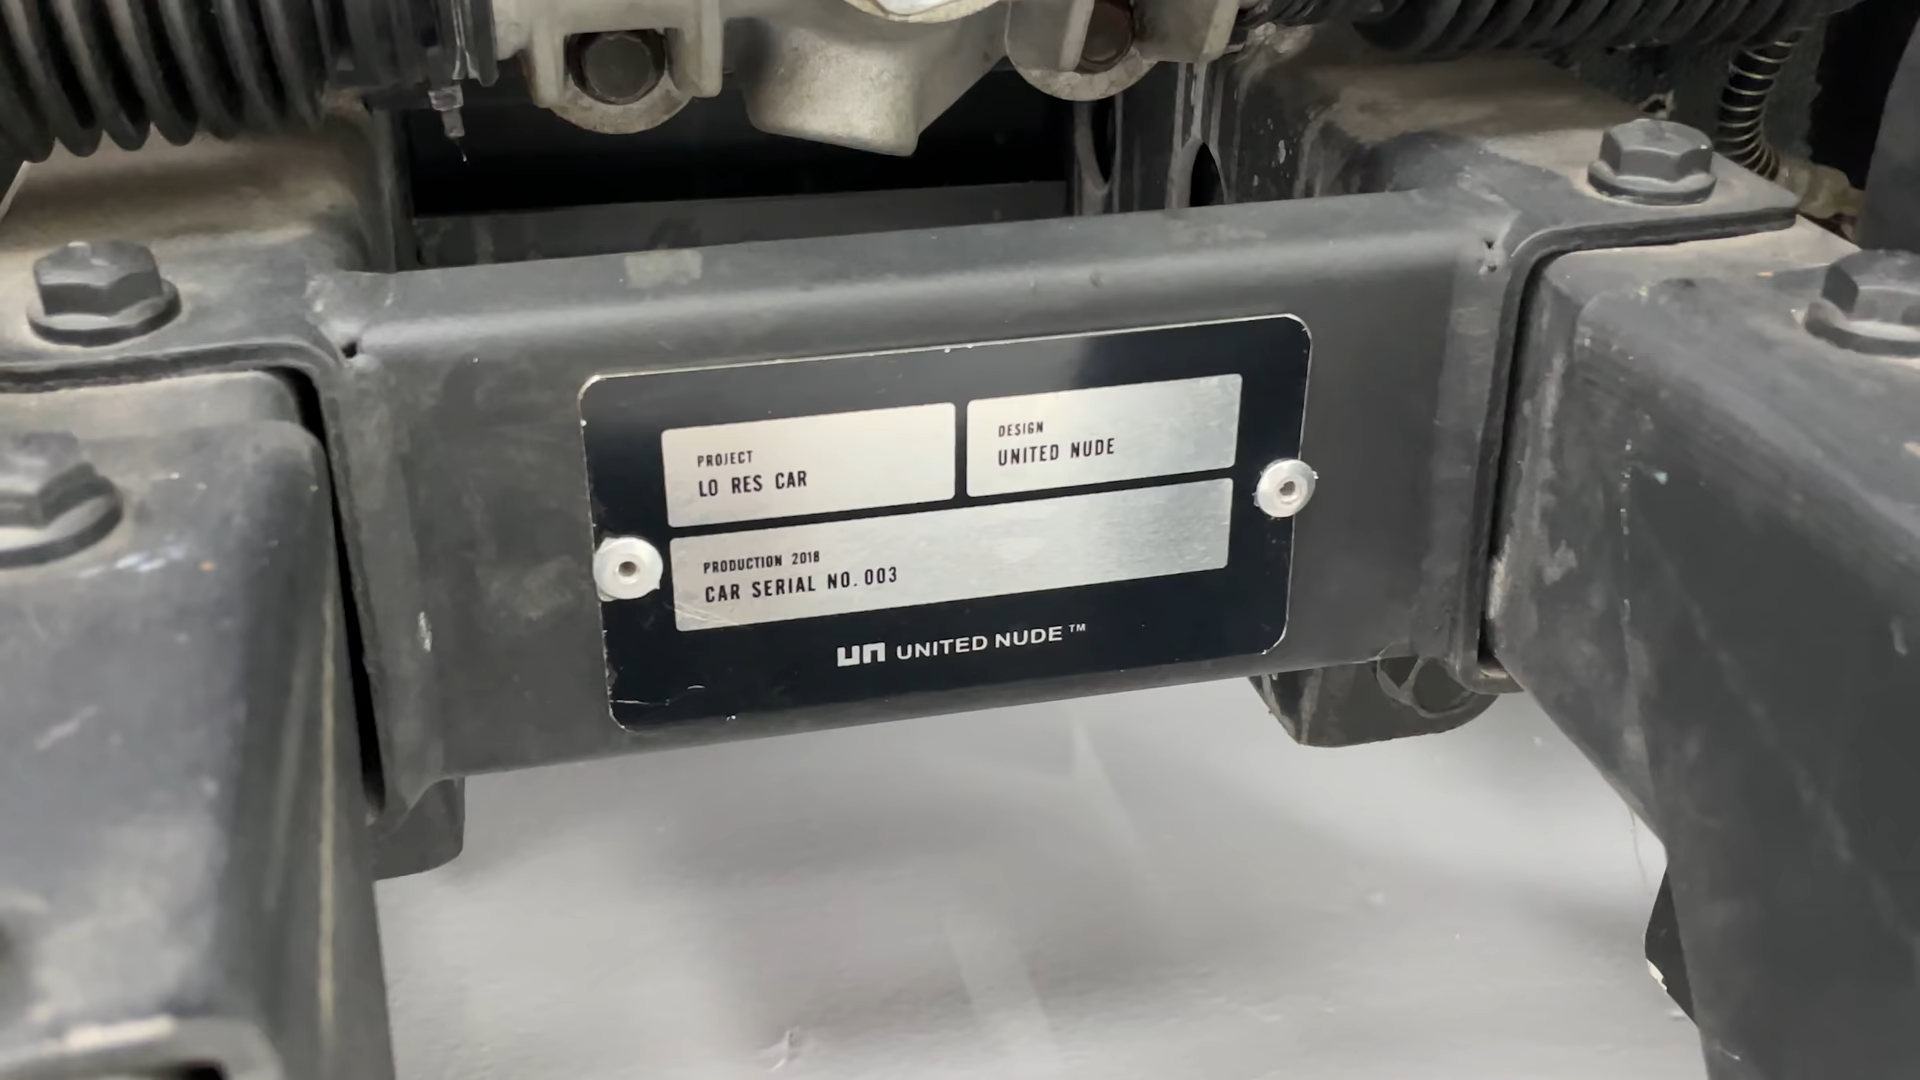 PROJECT
LO RES CAR
DESIGN
UNITED NUDE
PRODUCTION 2018
CAR SERIAL NO. 003
un UNITED NUDE™